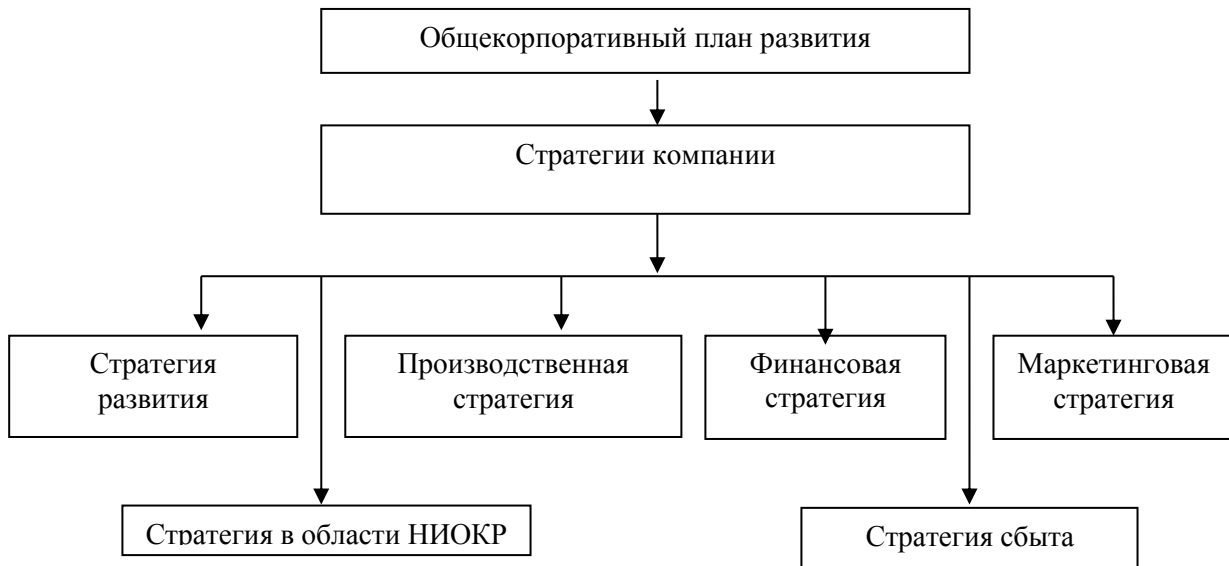 Общекорпоративный план развития
Стратегии компании
Стратегия
развития
Производственная
стратегия
Финансовая
стратегия
Маркетинговая
стратегия
Стратегия в области НИОКР
Стратегия сбыта